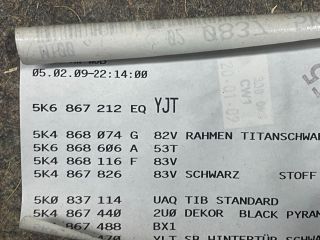 0837
05.02.09-22:14:00
5K6 867 212 EQ YJT
5K4 868 074 G 82V RAHMEN TITANSCHWA
5K0 868 606 A 53T
5K4 868 116 F 83V
5K4 867 826 83V SCHWARZ STOFF
5K0 837 114 UAQ TIB STANDARD
5K4 867 440 2U0 DEKOR BLACK PYRAM
867 488 BX1